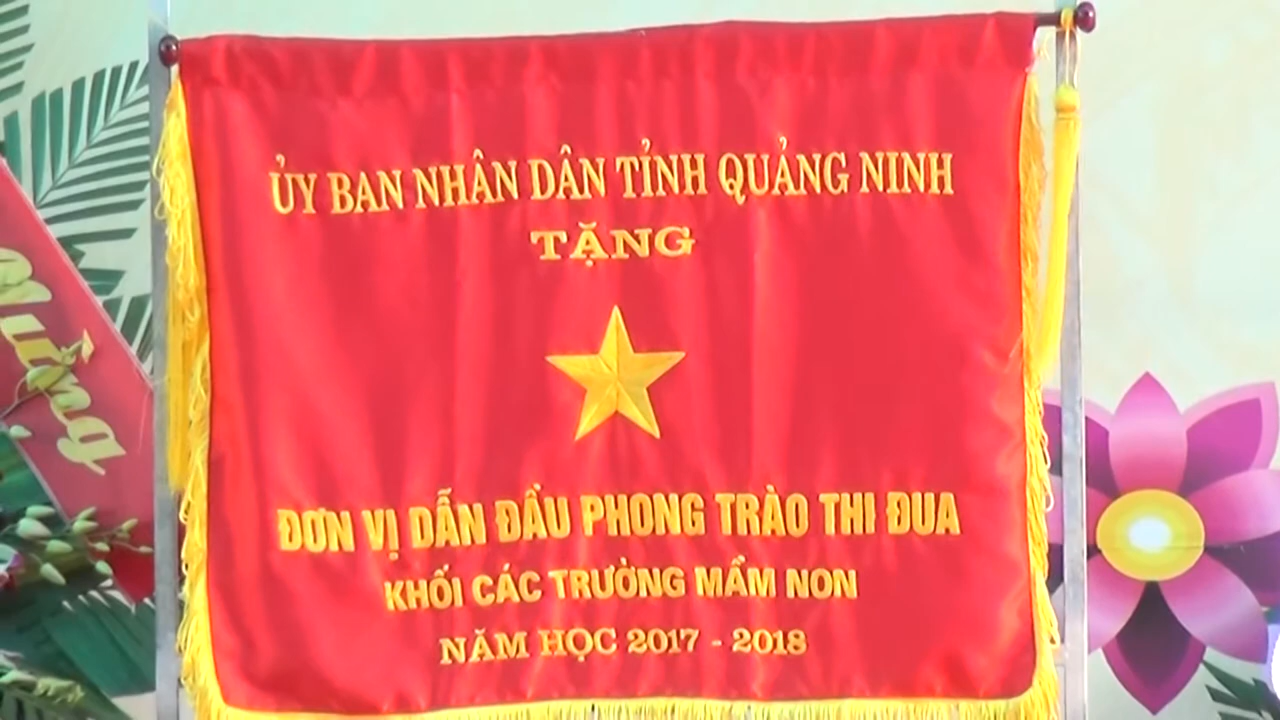 ỦY BAN NHÂN DÂN TỈNH QUẢNG NINH
TẶNG
ĐƠN VỊ DẪN ĐẦU PHONG TRÀO THI ĐUA
KHỐI CÁC TRƯỜNG MẦM NON
NĂM HỌC 2017 - 2018